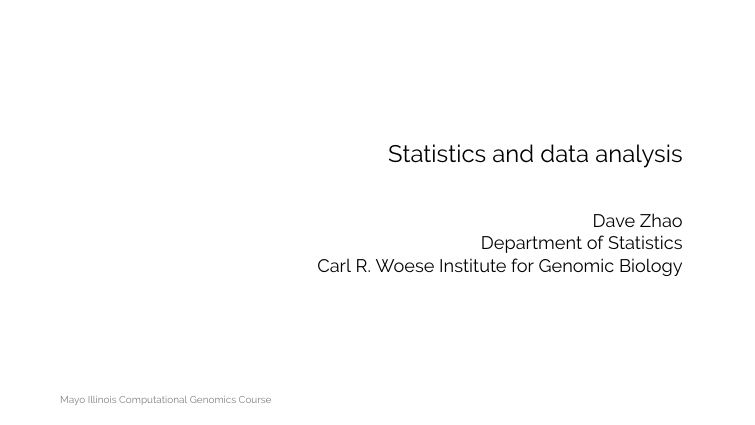 Statistics and data analysis
Dave Zhao
Department of Statistics
Carl R. Woese Institute for Genomic Biology
Mayo Illinois Computational Genomics Course